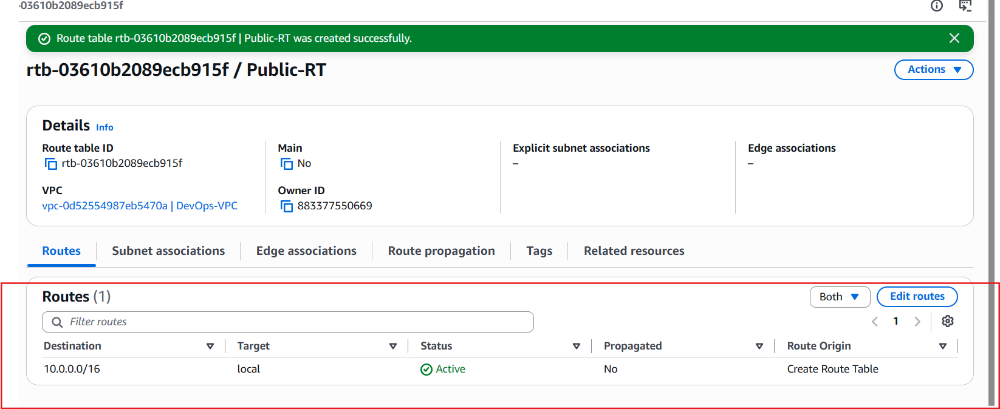 -03610b2089ecb915f
Route table rtb-03610b2089ecb915f | Public-RT was created successfully.
rtb-03610b2089ecb915f / Public-RT
Actions
Details Info
Route table ID
rtb-03610b2089ecb915f
Main
No
Explicit subnet associations
–
Edge associations
–
VPC
vpc-0d52554987eb5470a | DevOps-VPC
Owner ID
883377550669
Routes Subnet associations Edge associations Route propagation Tags Related resources
Routes (1)
Both
Edit routes
Filter routes
1
Destination Target Status Propagated Route Origin
10.0.0.0/16 local Active No Create Route Table